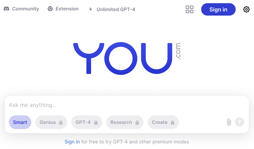 Community
Extension
Unlimited GPT-4
Sign in
YOU
.com
Ask me anything...
Smart
Genius
GPT-4
Research
Create
Sign in for free to try GPT-4 and other premium modes